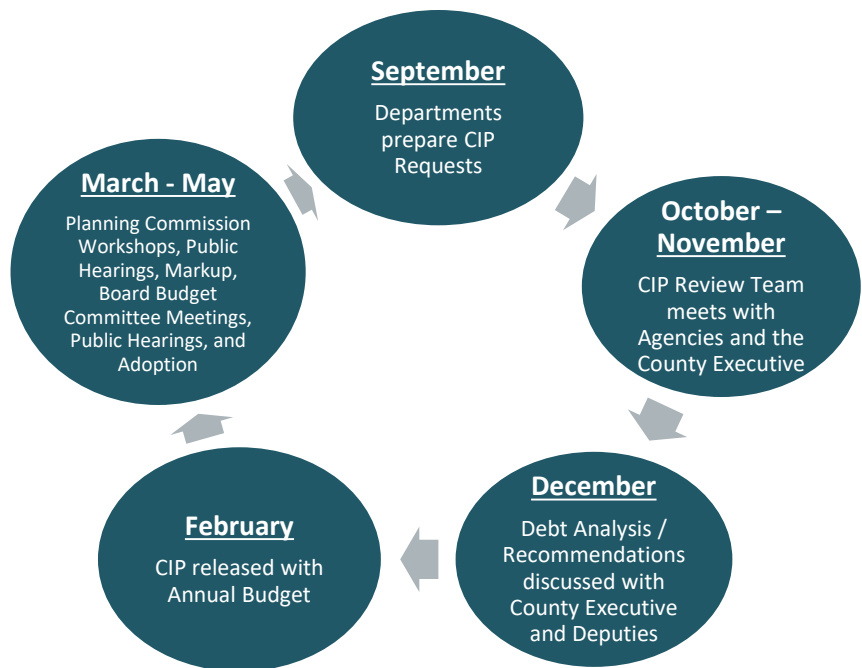 September
Departments
prepare CIP
Requests
October –
November
CIP Review Team
meets with
Agencies and the
County Executive
December
Debt Analysis /
Recommendations
discussed with
County Executive
and Deputies
February
CIP released with
Annual Budget
March - May
Planning Commission
Workshops, Public
Hearings, Markup,
Board Budget
Committee Meetings,
Public Hearings, and
Adoption